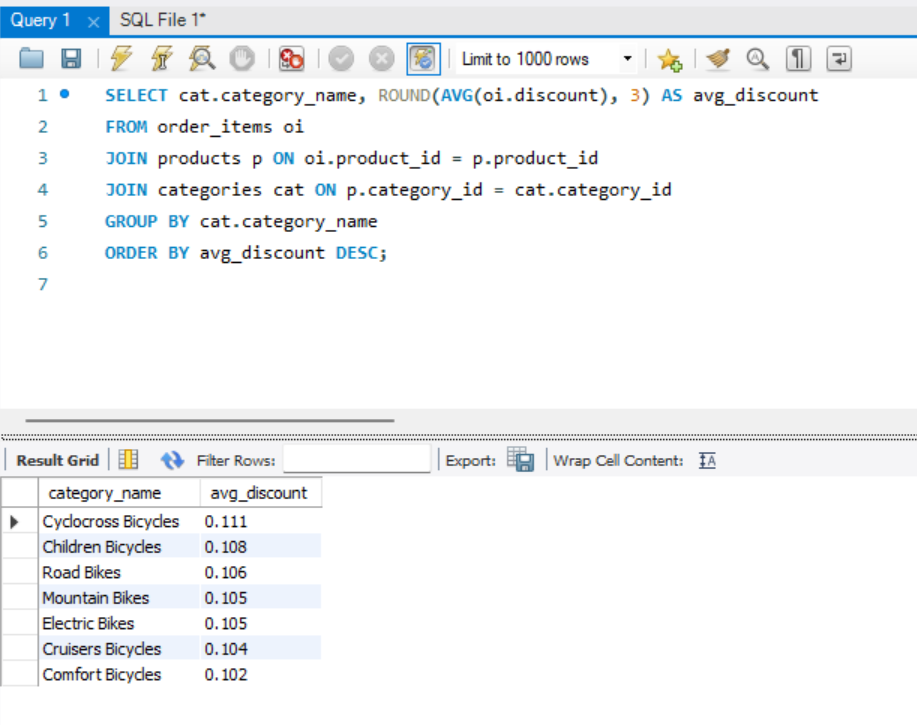 Query 1
SQL File 1*
Limit to 1000 rows
1 SELECT cat.category_name, ROUND(AVG(oi.discount), 3) AS avg_discount
2 FROM order_items oi
3 JOIN products p ON oi.product_id = p.product_id
4 JOIN categories cat ON p.category_id = cat.category_id
5 GROUP BY cat.category_name
6 ORDER BY avg_discount DESC;
7
Result Grid Filter Rows: Export: Wrap Cell Content:
category_name avg_discount
Cyclocross Bicycles 0.111
Children Bicycles 0.108
Road Bikes 0.106
Mountain Bikes 0.105
Electric Bikes 0.105
Cruisers Bicycles 0.104
Comfort Bicycles 0.102